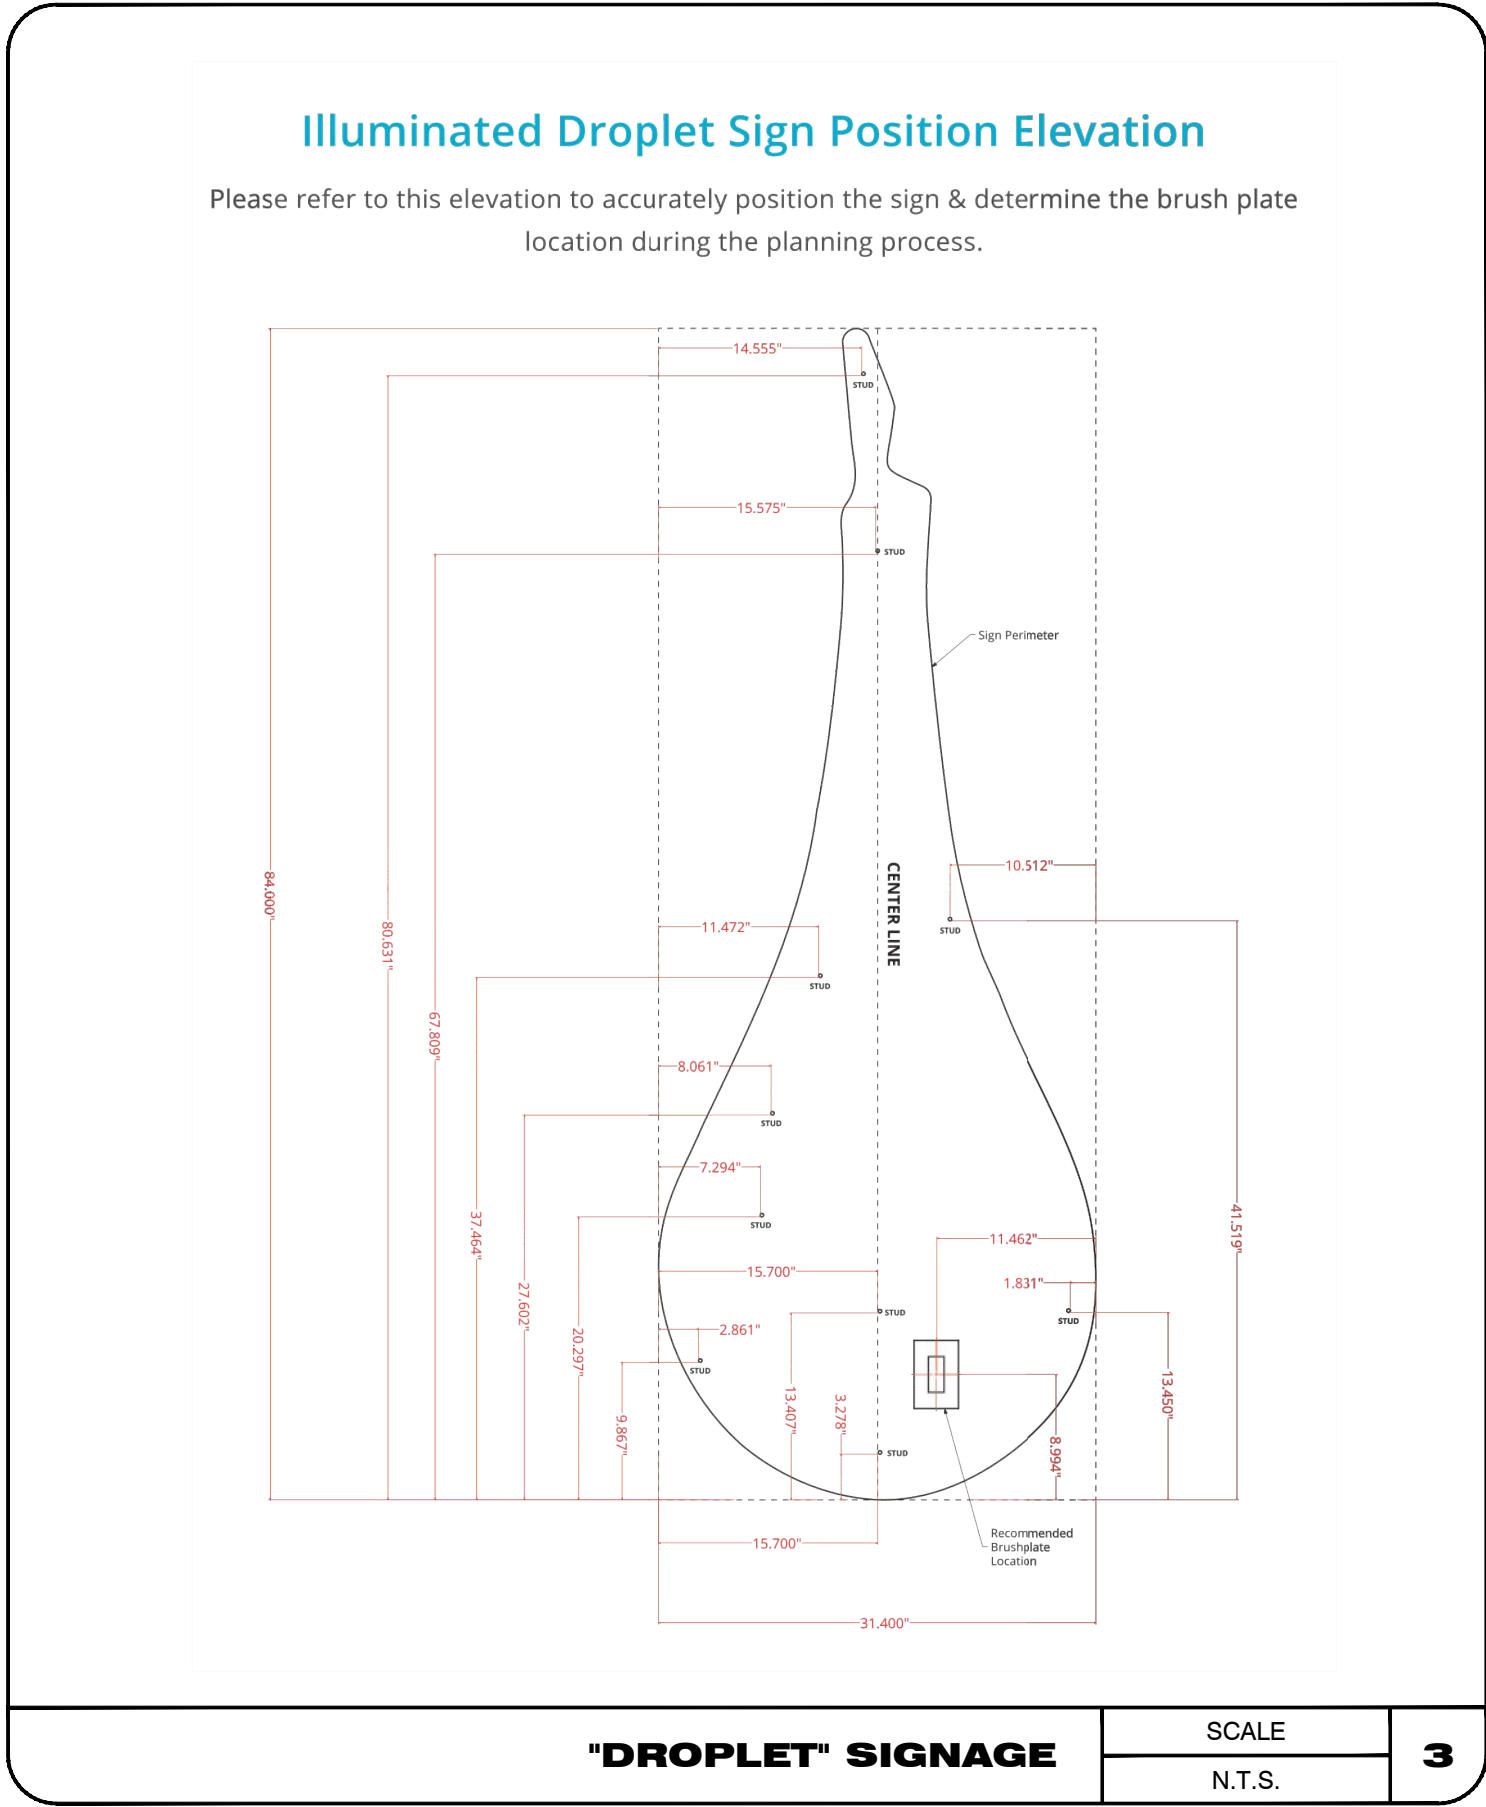 Illuminated Droplet Sign Position Elevation
Please refer to this elevation to accurately position the sign & determine the brush plate
location during the planning process.
14.555"
STUD
15.575"
STUD
Sign Perimeter
10.512"
CENTER LINE
84.000"
80.631"
11.472"
STUD
STUD
67.809"
8.061"
STUD
7.294"
STUD
37.464"
41.519"
11.462"
15.700"
1.831"
27.602"
STUD
STUD
20.297"
2.861"
STUD
13.407"
3.278"
13.450"
9.867"
8.994"
STUD
Recommended
Brushplate
Location
15.700"
31.400"
"DROPLET" SIGNAGE
SCALE
N.T.S.
3